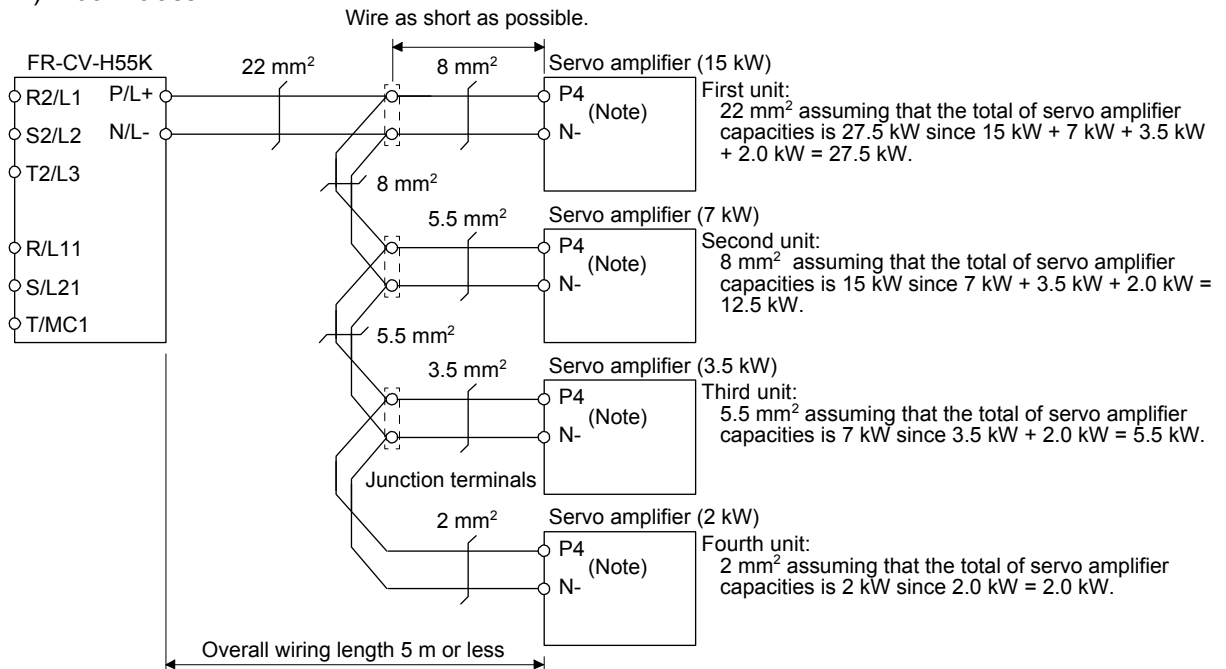 Wire as short as possible.
FR-CV-H55K
22 mm2
8 mm2
Servo amplifier (15 kW)
R2/L1 P/L+
S2/L2 N/L-
T2/L3
R/L11
S/L21
T/MC1
P4
(Note)
N-
First unit:
22 mm2 assuming that the total of servo amplifier
capacities is 27.5 kW since 15 kW + 7 kW + 3.5 kW
+ 2.0 kW = 27.5 kW.
8 mm2
5.5 mm2
Servo amplifier (7 kW)
P4
(Note)
N-
Second unit:
8 mm2 assuming that the total of servo amplifier
capacities is 15 kW since 7 kW + 3.5 kW + 2.0 kW =
12.5 kW.
5.5 mm2
3.5 mm2
Servo amplifier (3.5 kW)
P4
(Note)
N-
Third unit:
5.5 mm2 assuming that the total of servo amplifier
capacities is 7 kW since 3.5 kW + 2.0 kW = 5.5 kW.
Junction terminals
2 mm2
Servo amplifier (2 kW)
P4
(Note)
N-
Fourth unit:
2 mm2 assuming that the total of servo amplifier
capacities is 2 kW since 2.0 kW = 2.0 kW.
Overall wiring length 5 m or less